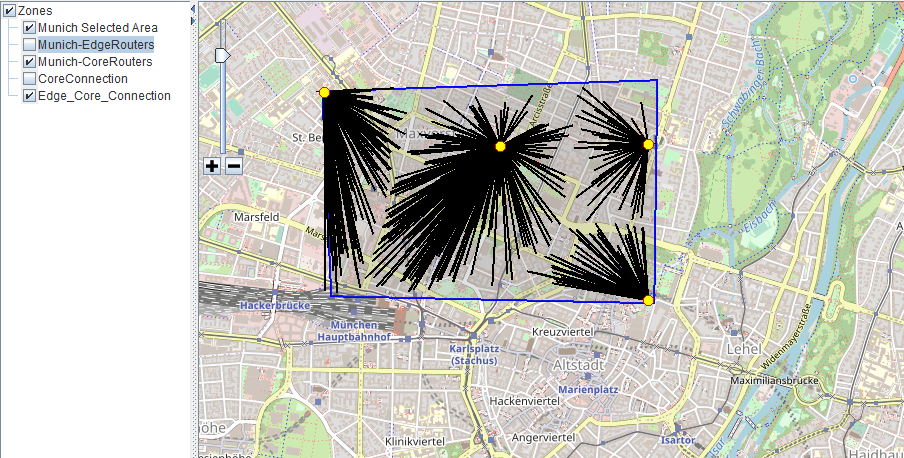 Zones
Munich Selected Area
Munich-EdgeRouters
Munich-CoreRouters
CoreConnection
Edge_Core_Connection
Schwabinger Bach
Arcisstraße
St. Be
Eisbach
Marsfeld
Hackerbrücke
München
Hauptbahnhof
Kreuzviertel
Karlsplatz
(Stachus)
Lehel
Widenmayerstraße
Altstadt
Marienplatz
Maximiliansbrücke
Hackenviertel
Angerviertel
Klinikviertel
Isartor
Haidhau